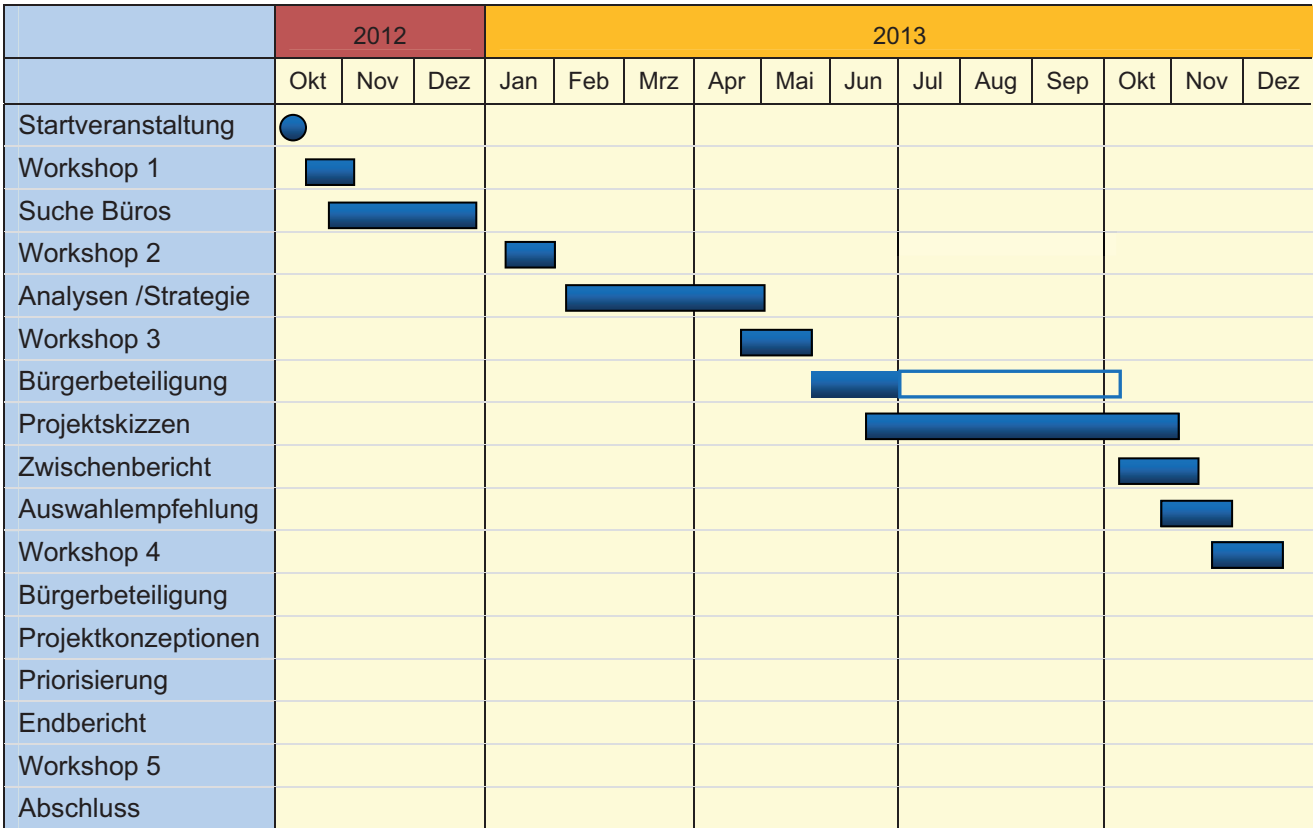 2012 2013
Okt Nov Dez Jan Feb Mrz Apr Mai Jun Jul Aug Sep Okt Nov Dez
Startveranstaltung
Workshop 1
Suche Büros
Workshop 2
Analysen /Strategie
Workshop 3
Bürgerbeteiligung
Projektskizzen
Zwischenbericht
Auswahlempfehlung
Workshop 4
Bürgerbeteiligung
Projektkonzeptionen
Priorisierung
Endbericht
Workshop 5
Abschluss